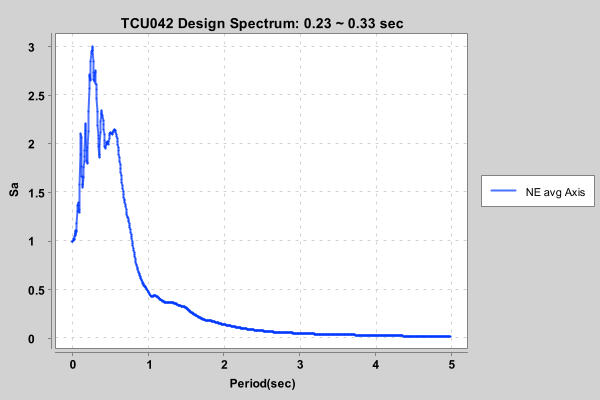 TCU042 Design Spectrum: 0.23 ~ 0.33 sec
3
2.5
2
1.5
1
0.5
0
Sa
0 1 2 3 4 5
Period(sec)
NE avg Axis